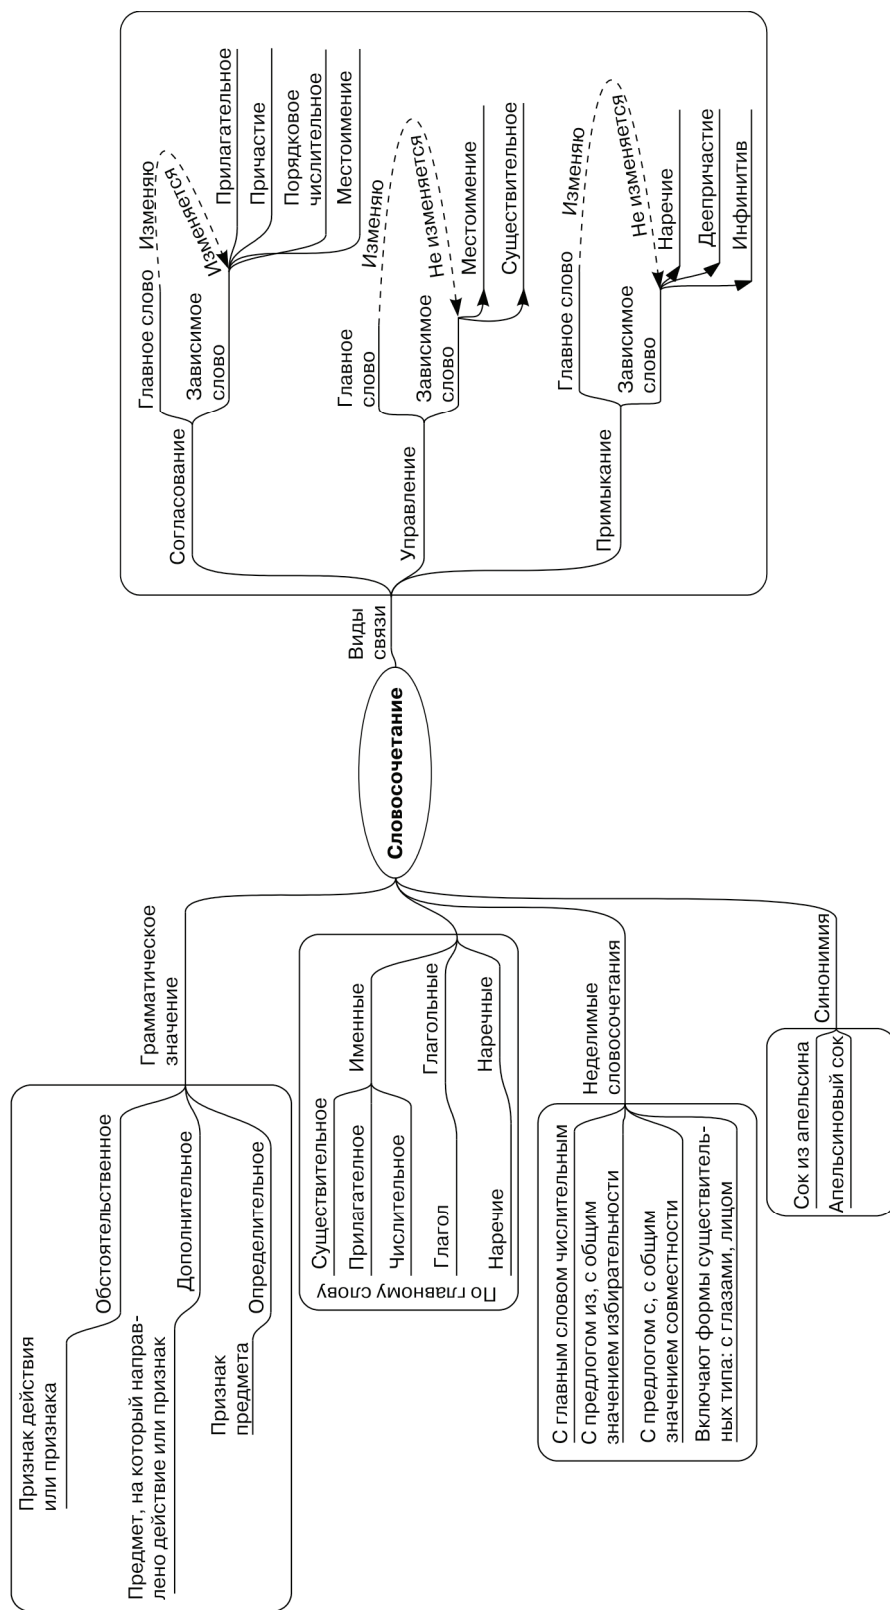 Признак действия
или признака
Обстоятельственное
Предмет, на который направ-
лено действие или признак
Дополнительное
Признак
предмета
Определительное
Грамматическое
значение
По главному слову
Существительное
Прилагателное
Числительное
Именные
Глагол
Глагольные
Наречие
Наречные
С главным словом числительным
С предлогом из, с общим
значением избирательности
С предлогом с, с общим
значением совместности
Включают формы существитель-
ных типа: с глазами, лицом
Неделимые
словосочетания
Сок из апельсина
Апельсиновый сок
Синонимия
Словосочетание
Виды
связи
Согласование
Главное слово
Изменяю
Изменяется
Зависимое
слово
Прилагательное
Причастие
Порядковое
числительное
Местоимение
Управление
Главное
слово
Изменяю
Не изменяется
Зависимое
слово
Местоимение
Существительное
Примыкание
Главное слово
Изменяю
Не изменяется
Зависимое
слово
Наречие
Деепричастие
Инфинитив